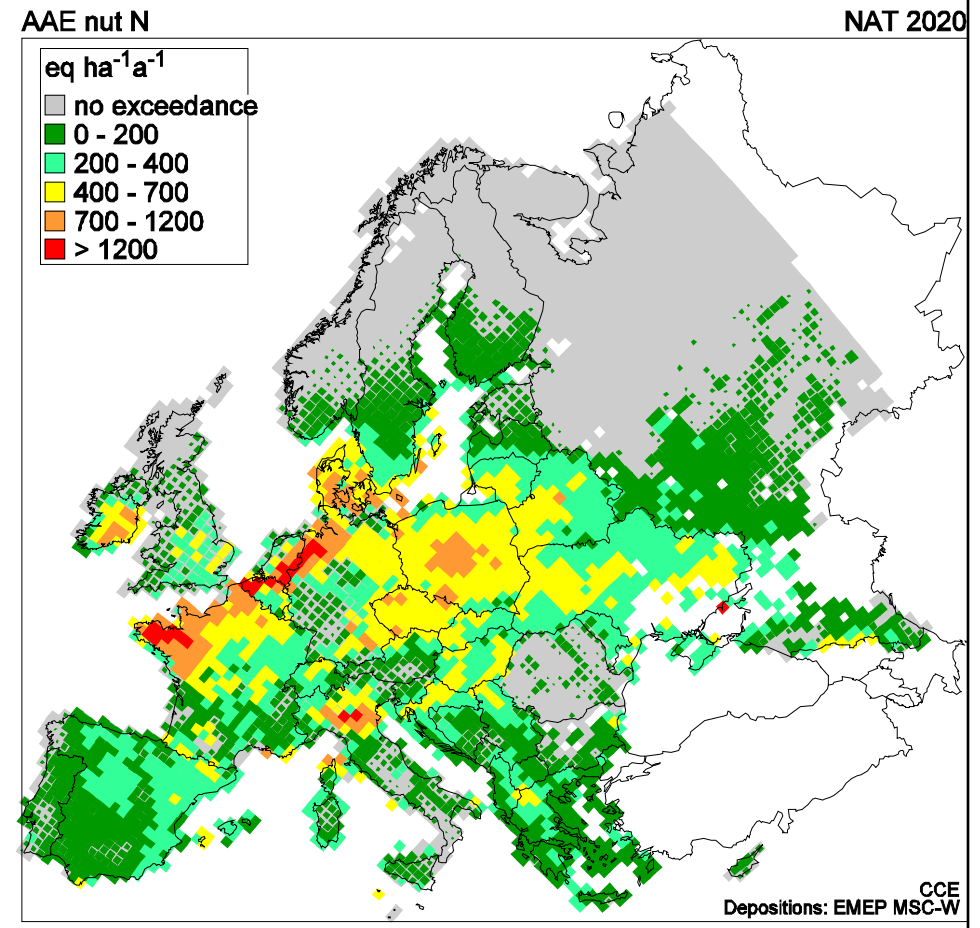 AAE nut N
NAT 2020
eq ha⁻¹a⁻¹
no exceedance
0 - 200
200 - 400
400 - 700
700 - 1200
> 1200
CCE
Depositions: EMEP MSC-W